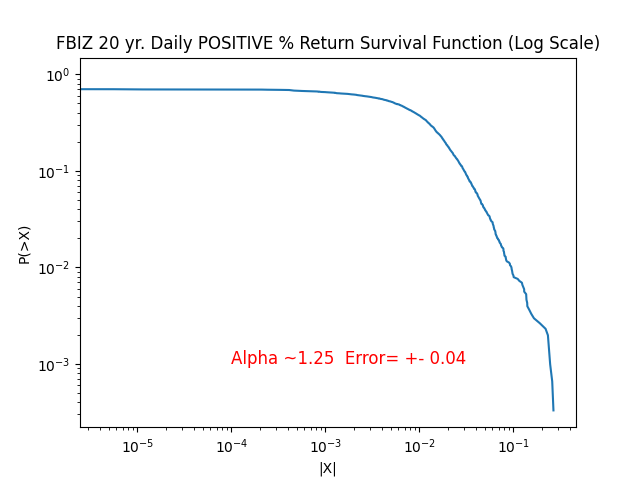 FBIZ 20 yr. Daily POSITIVE % Return Survival Function (Log Scale)
10⁰
10⁻¹
10⁻²
10⁻³
P(>X)
Alpha ~1.25  Error= +- 0.04
10⁻⁵ 10⁻⁴ 10⁻³ 10⁻² 10⁻¹
|X|